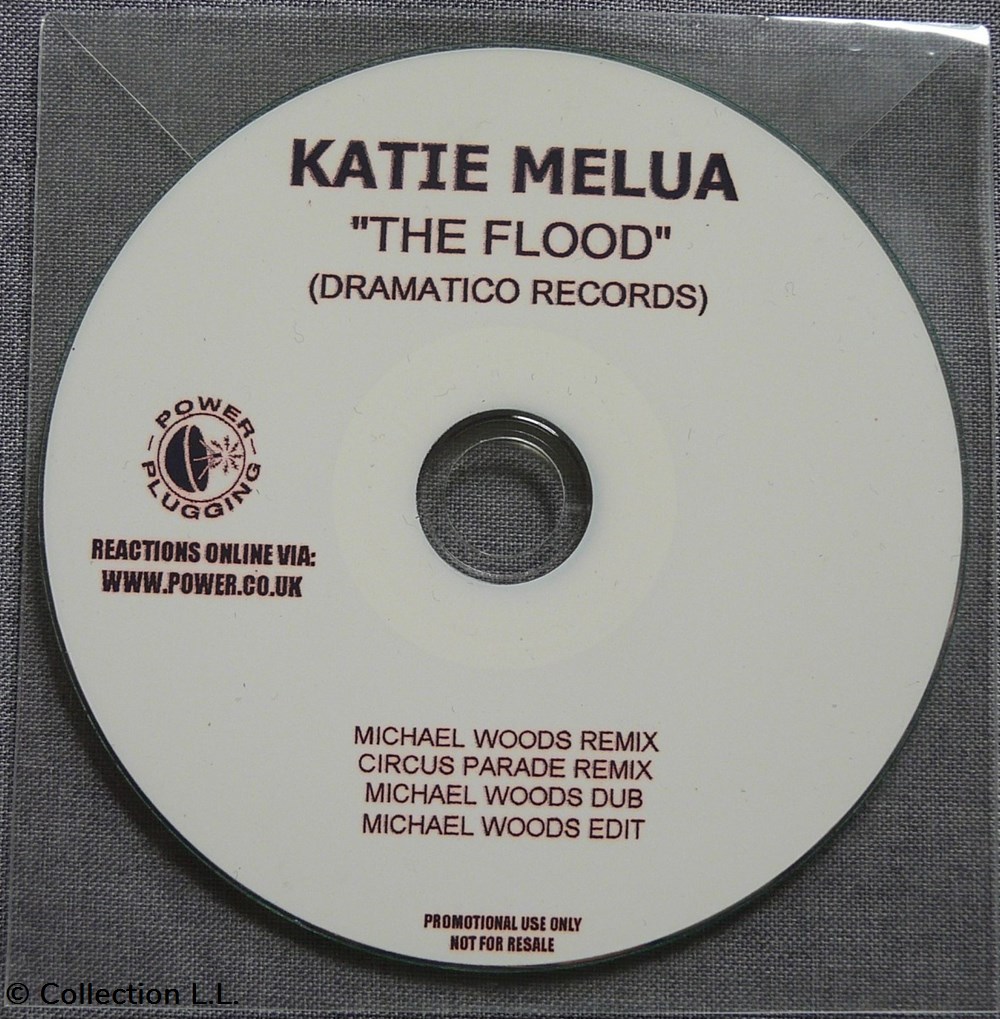 KATIE MELUA
"THE FLOOD"
(DRAMATICO RECORDS)
POWER
PLUGGING
REACTIONS ONLINE VIA:
WWW.POWER.CO.UK
MICHAEL WOODS REMIX
CIRCUS PARADE REMIX
MICHAEL WOODS DUB
MICHAEL WOODS EDIT
PROMOTIONAL USE ONLY
NOT FOR RESALE
© Collection L.L.